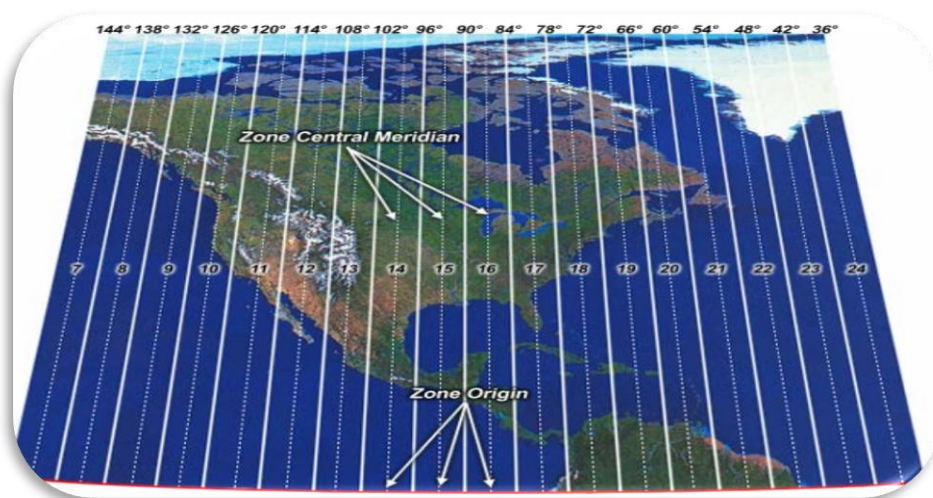 144° 138° 132° 126° 120° 114° 108° 102° 96° 90° 84° 78° 72° 66° 60° 54° 48° 42° 36°
Zone Central Meridian
7 8 9 10 11 12 13 14 15 16 17 18 19 20 21 22 23 24
Zone Origin